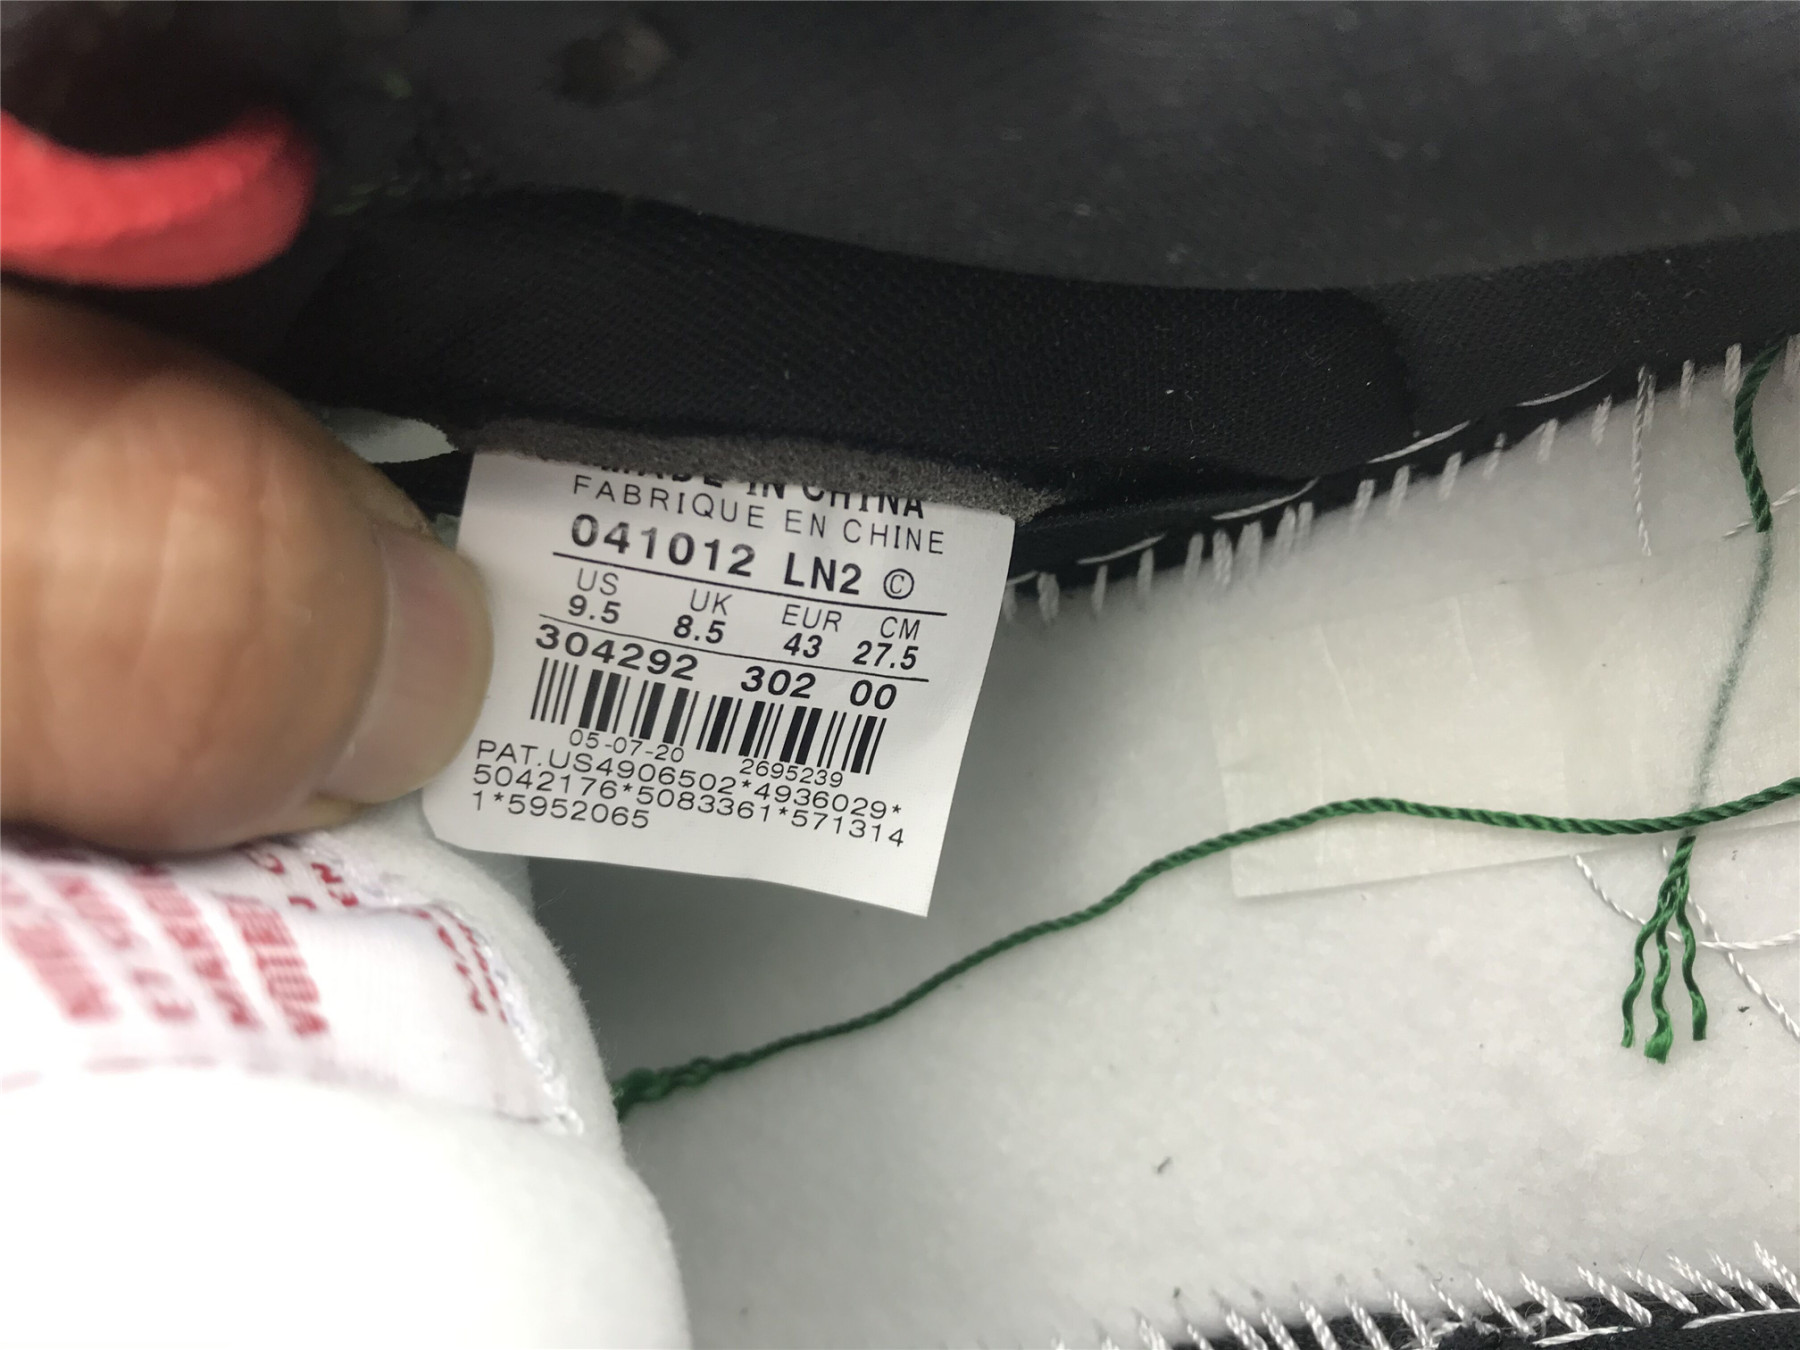 MADE IN CHINA
FABRIQUE EN CHINE
041012 LN2 ©
US UK EUR CM
9.5 8.5 43 27.5
304292 302 00
05-07-20 2695239
PAT.US4906502*4936029*
5042176*5083361*571314
1*5952065